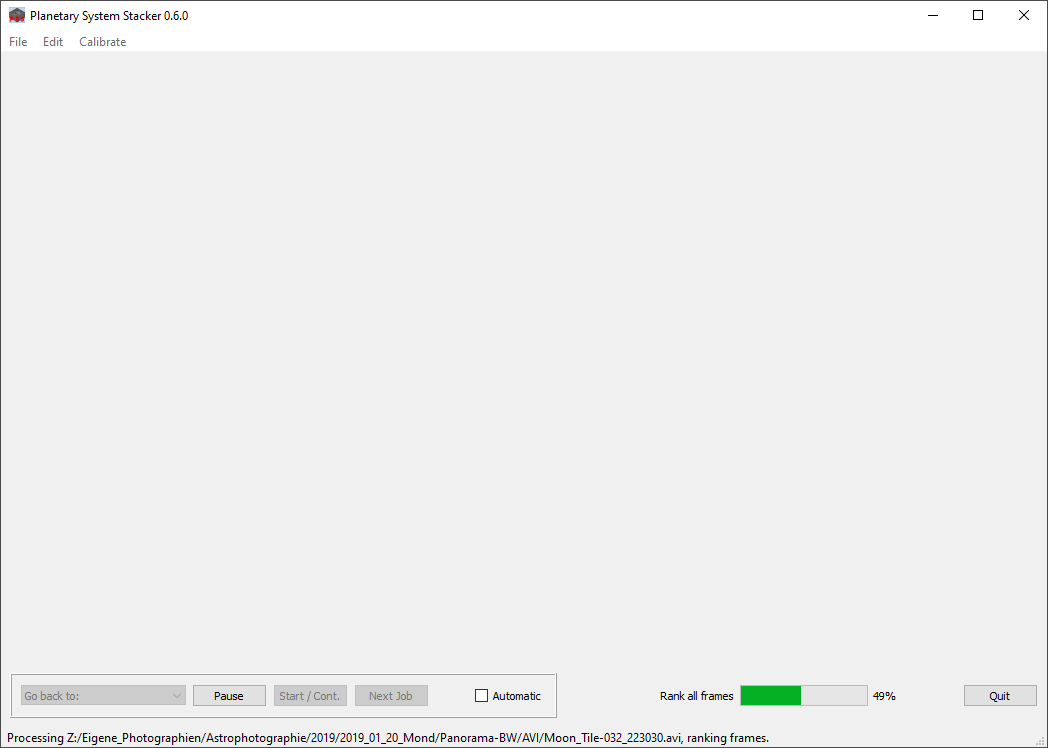 Planetary System Stacker 0.6.0
File Edit Calibrate
Go back to: Pause Start / Cont. Next Job Automatic Rank all frames 49% Quit
Processing Z:/Eigene_Photographien/Astrophotographie/2019/2019_01_20_Mond/Panorama-BW/AVI/Moon_Tile-032_223030.avi, ranking frames.